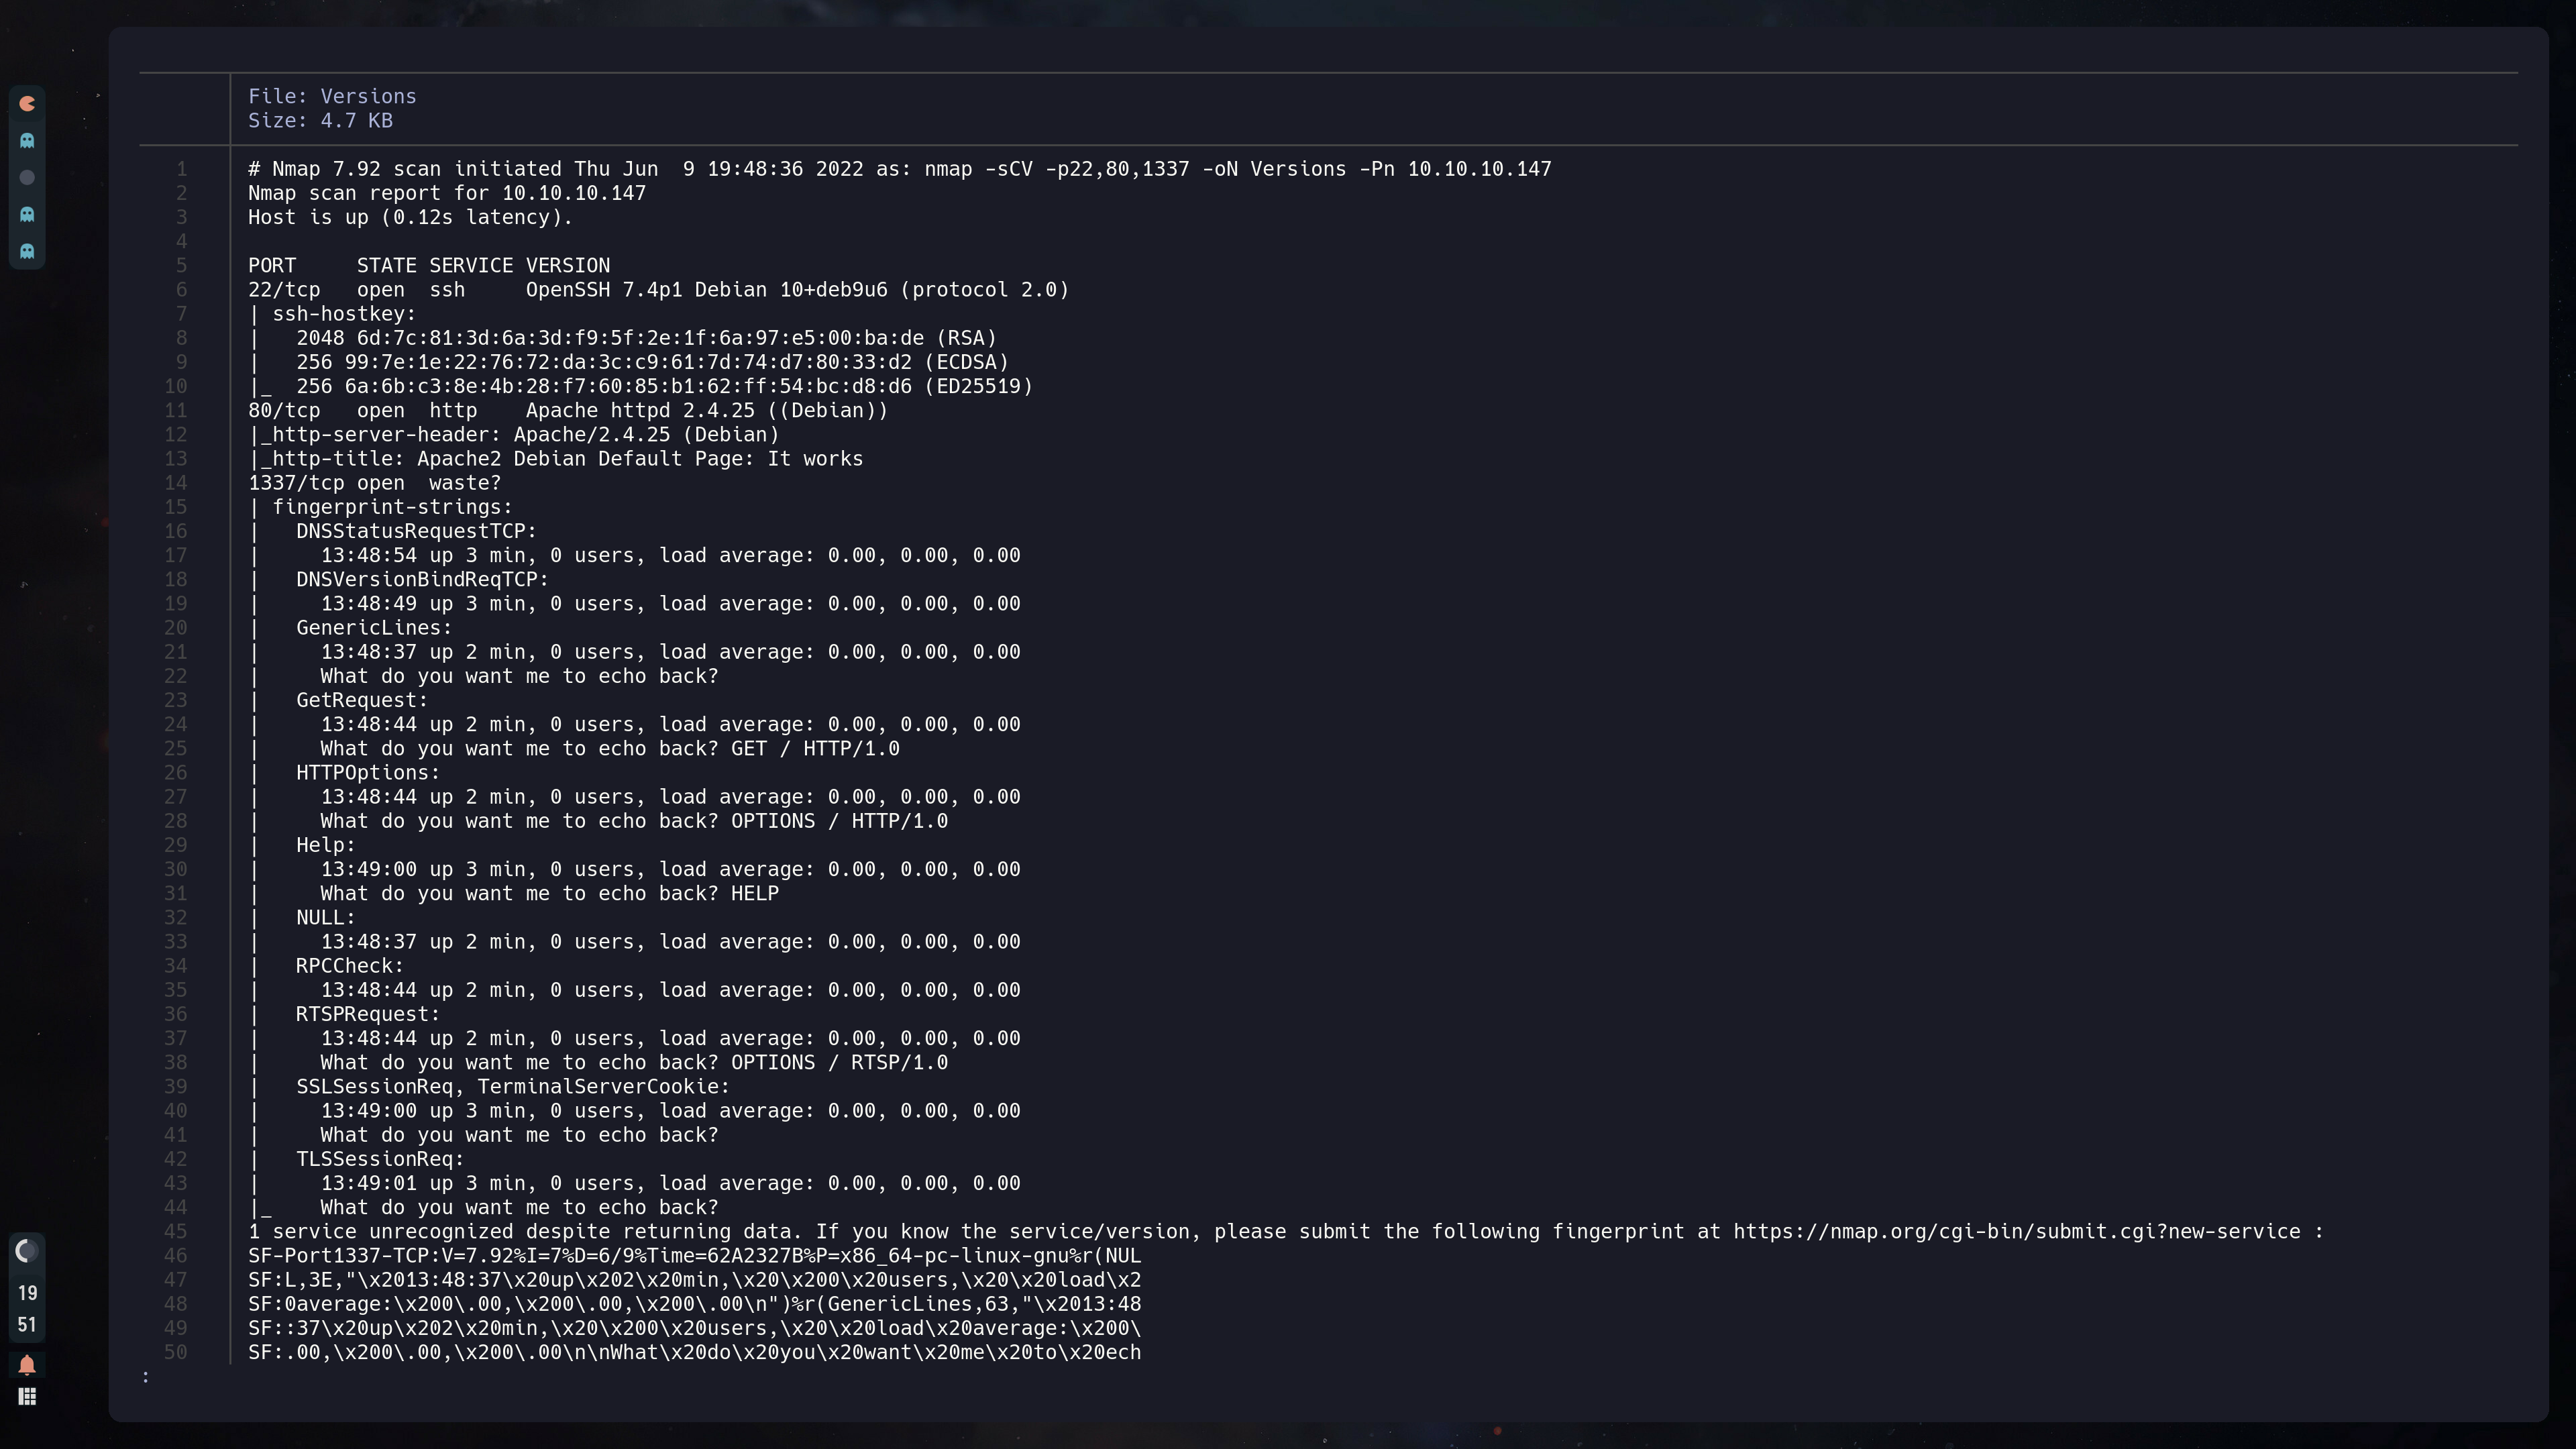 File: Versions
Size: 4.7 KB
1 # Nmap 7.92 scan initiated Thu Jun  9 19:48:36 2022 as: nmap -sCV -p22,80,1337 -oN Versions -Pn 10.10.10.147
2 Nmap scan report for 10.10.10.147
3 Host is up (0.12s latency).
4
5 PORT     STATE SERVICE VERSION
6 22/tcp   open  ssh     OpenSSH 7.4p1 Debian 10+deb9u6 (protocol 2.0)
7 | ssh-hostkey:
8 |   2048 6d:7c:81:3d:6a:3d:f9:5f:2e:1f:6a:97:e5:00:ba:de (RSA)
9 |   256 99:7e:1e:22:76:72:da:3c:c9:61:7d:74:d7:80:33:d2 (ECDSA)
10 |_  256 6a:6b:c3:8e:4b:28:f7:60:85:b1:62:ff:54:bc:d8:d6 (ED25519)
11 80/tcp   open  http    Apache httpd 2.4.25 ((Debian))
12 |_http-server-header: Apache/2.4.25 (Debian)
13 |_http-title: Apache2 Debian Default Page: It works
14 1337/tcp open  waste?
15 | fingerprint-strings:
16 |   DNSStatusRequestTCP:
17 |     13:48:54 up 3 min, 0 users, load average: 0.00, 0.00, 0.00
18 |   DNSVersionBindReqTCP:
19 |     13:48:49 up 3 min, 0 users, load average: 0.00, 0.00, 0.00
20 |   GenericLines:
21 |     13:48:37 up 2 min, 0 users, load average: 0.00, 0.00, 0.00
22 |     What do you want me to echo back?
23 |   GetRequest:
24 |     13:48:44 up 2 min, 0 users, load average: 0.00, 0.00, 0.00
25 |     What do you want me to echo back? GET / HTTP/1.0
26 |   HTTPOptions:
27 |     13:48:44 up 2 min, 0 users, load average: 0.00, 0.00, 0.00
28 |     What do you want me to echo back? OPTIONS / HTTP/1.0
29 |   Help:
30 |     13:49:00 up 3 min, 0 users, load average: 0.00, 0.00, 0.00
31 |     What do you want me to echo back? HELP
32 |   NULL:
33 |     13:48:37 up 2 min, 0 users, load average: 0.00, 0.00, 0.00
34 |   RPCCheck:
35 |     13:48:44 up 2 min, 0 users, load average: 0.00, 0.00, 0.00
36 |   RTSPRequest:
37 |     13:48:44 up 2 min, 0 users, load average: 0.00, 0.00, 0.00
38 |     What do you want me to echo back? OPTIONS / RTSP/1.0
39 |   SSLSessionReq, TerminalServerCookie:
40 |     13:49:00 up 3 min, 0 users, load average: 0.00, 0.00, 0.00
41 |     What do you want me to echo back?
42 |   TLSSessionReq:
43 |     13:49:01 up 3 min, 0 users, load average: 0.00, 0.00, 0.00
44 |_    What do you want me to echo back?
45 1 service unrecognized despite returning data. If you know the service/version, please submit the following fingerprint at https://nmap.org/cgi-bin/submit.cgi?new-service :
46 SF-Port1337-TCP:V=7.92%I=7%D=6/9%Time=62A2327B%P=x86_64-pc-linux-gnu%r(NUL
47 SF:L,3E,"\x2013:48:37\x20up\x202\x20min,\x20\x200\x20users,\x20\x20load\x2
48 SF:0average:\x200\.00,\x200\.00,\x200\.00\n")%r(GenericLines,63,"\x2013:48
49 SF::37\x20up\x202\x20min,\x20\x200\x20users,\x20\x20load\x20average:\x200\
50 SF:.00,\x200\.00,\x200\.00\n\nWhat\x20do\x20you\x20want\x20me\x20to\x20ech
:
19
51